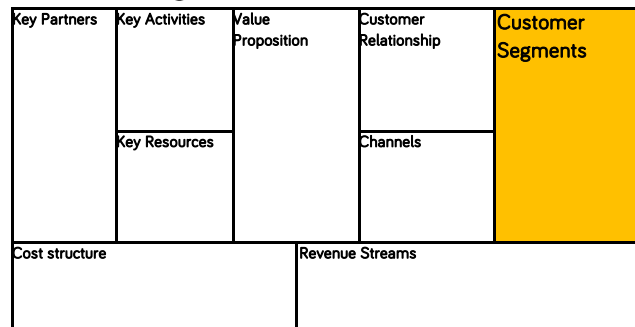 Key Partners
Key Activities
Value
Proposition
Customer
Relationship
Customer
Segments
Key Resources
Channels
Cost structure
Revenue Streams